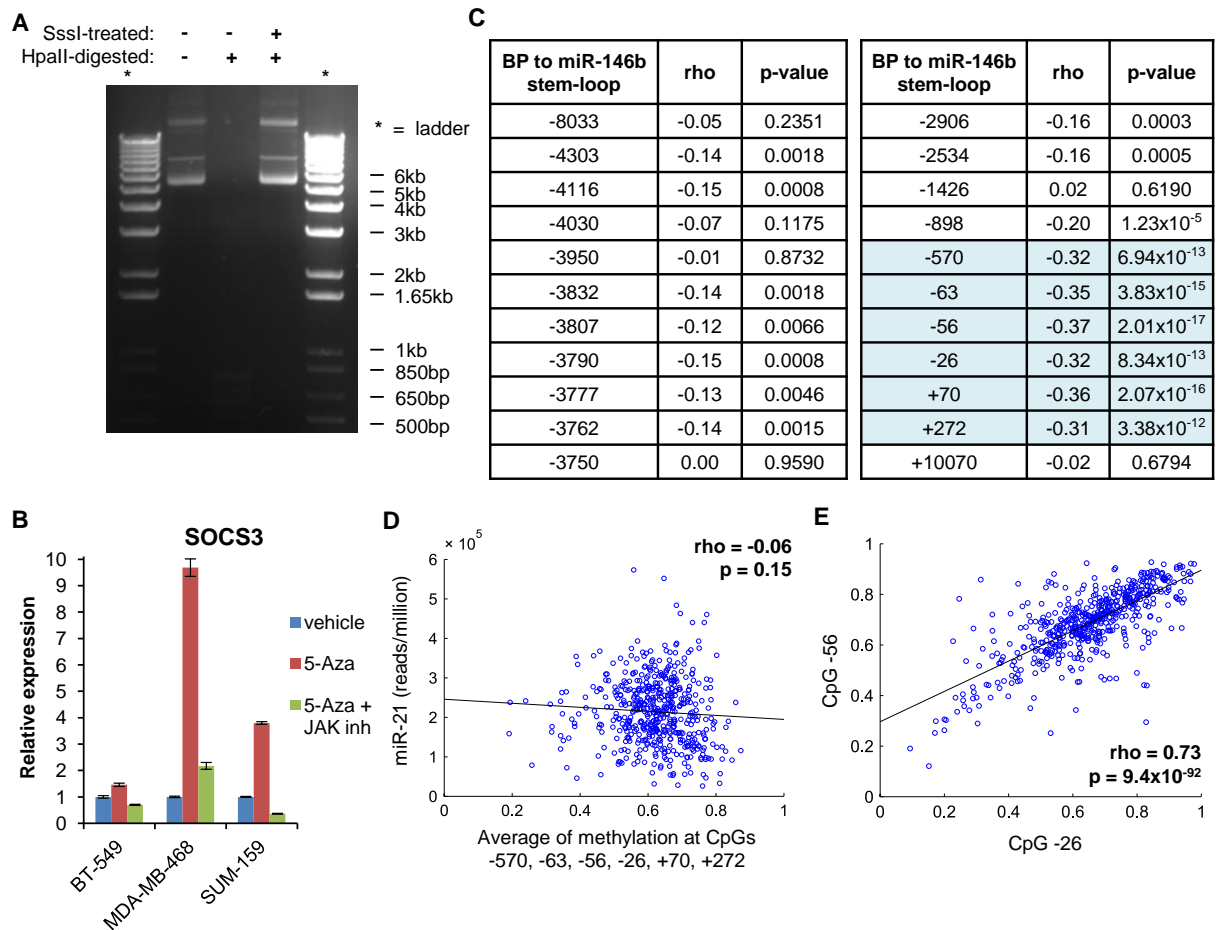 A
SssI-treated: - - +
HpaII-digested: - + +
* *
* = ladder
6kb
5kb
4kb
3kb
2kb
1.65kb
1kb
850bp
650bp
500bp
C
BP to miR-146b stem-loop rho p-value
-8033 -0.05 0.2351
-4303 -0.14 0.0018
-4116 -0.15 0.0008
-4030 -0.07 0.1175
-3950 -0.01 0.8732
-3832 -0.14 0.0018
-3807 -0.12 0.0066
-3790 -0.15 0.0008
-3777 -0.13 0.0046
-3762 -0.14 0.0015
-3750 0.00 0.9590
BP to miR-146b stem-loop rho p-value
-2906 -0.16 0.0003
-2534 -0.16 0.0005
-1426 0.02 0.6190
-898 -0.20 1.23x10-5
-570 -0.32 6.94x10-13
-63 -0.35 3.83x10-15
-56 -0.37 2.01x10-17
-26 -0.32 8.34x10-13
+70 -0.36 2.07x10-16
+272 -0.31 3.38x10-12
+10070 -0.02 0.6794
B
SOCS3
Relative expression
10
9
8
7
6
5
4
3
2
1
0
BT-549 MDA-MB-468 SUM-159
vehicle
5-Aza
5-Aza +
JAK inh
D
× 10^5
rho = -0.06
p = 0.15
miR-21 (reads/million)
6
5
4
3
2
1
0
0 0.2 0.4 0.6 0.8 1
Average of methylation at CpGs
-570, -63, -56, -26, +70, +272
E
CpG -56
1
0.8
0.6
0.4
0.2
0
0 0.2 0.4 0.6 0.8 1
rho = 0.73
p = 9.4x10-92
CpG -26